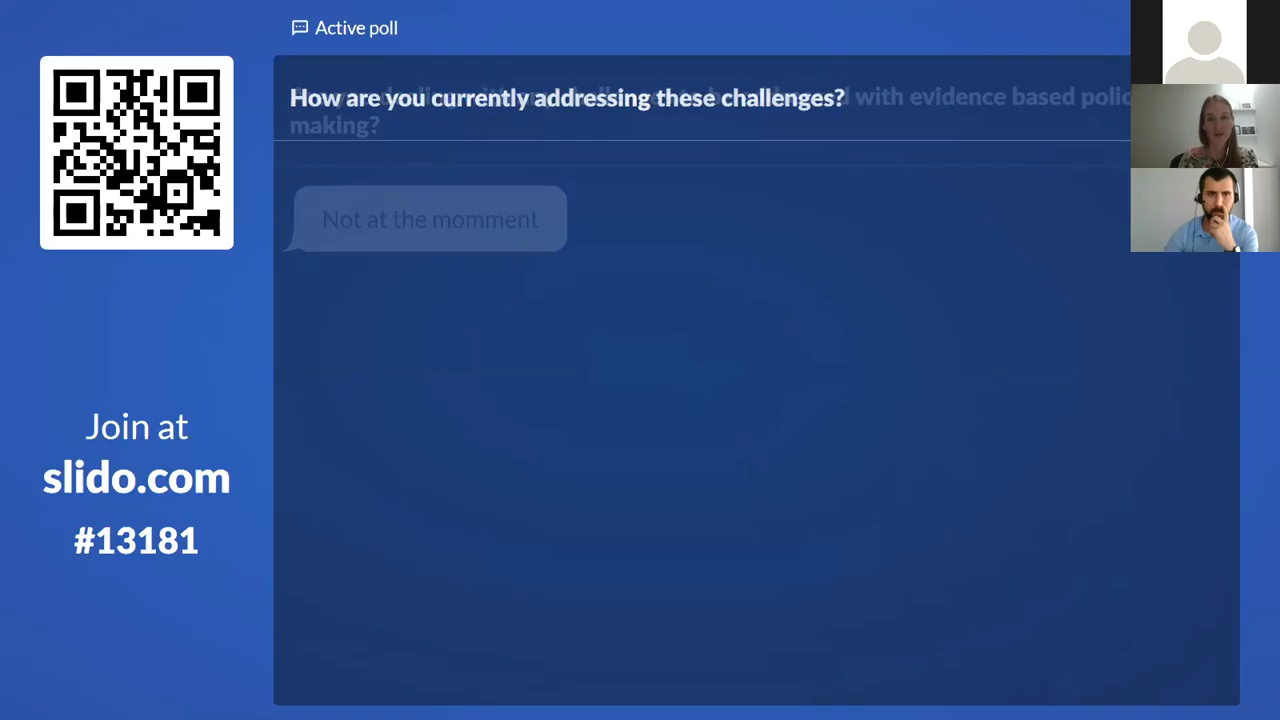 Active poll
How are you currently addressing these challenges?
with evidence based
making?
Not at the momment
Join at
slido.com
#13181